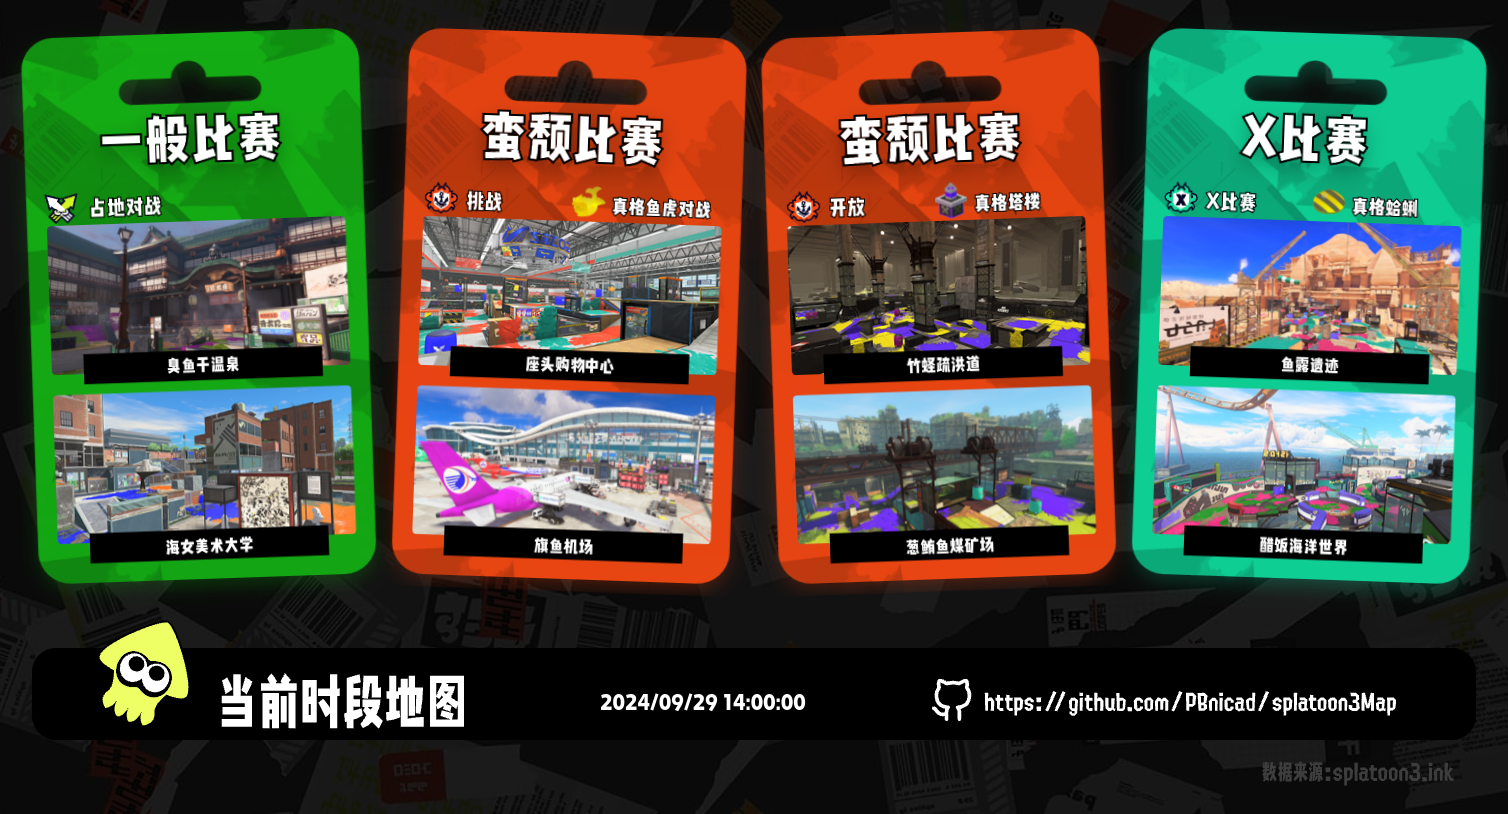 一般比赛
占地对战
臭鱼干温泉
海女美术大学
蛮颓比赛
挑战
真格鱼虎对战
座头购物中心
旗鱼机场
蛮颓比赛
开放
真格塔楼
竹蛏疏洪道
葱鲔鱼煤矿场
X比赛
X比赛
真格蛤蜊
鱼露遗迹
醋饭海洋世界
当前时段地图
2024/09/29 14:00:00
https://github.com/PBnicad/splatoon3Map
数据来源:splatoon3.ink